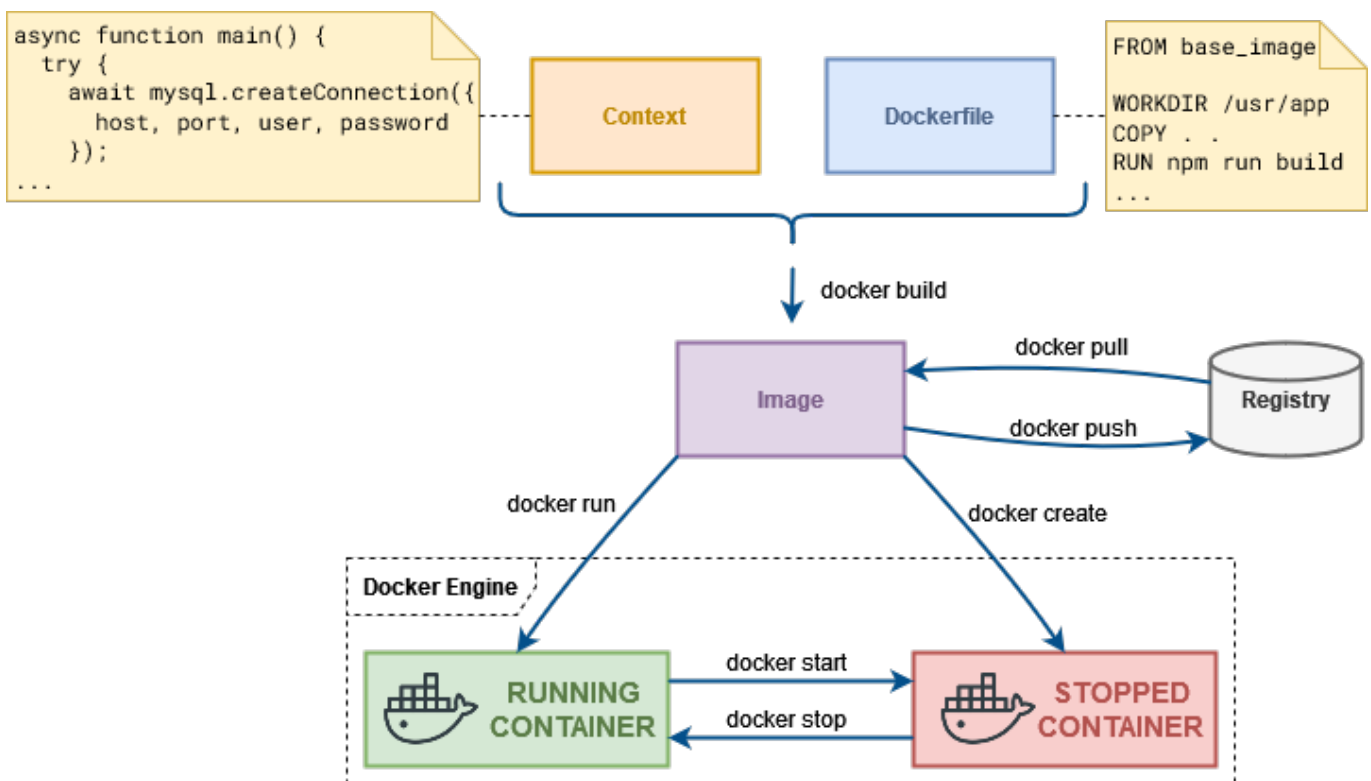 async function main() {
try {
await mysql.createConnection({
host, port, user, password
});
...
Context
Dockerfile
FROM base_image
WORKDIR /usr/app
COPY . .
RUN npm run build
...
docker build
Image
docker pull
docker push
Registry
docker run
docker create
Docker Engine
RUNNING
CONTAINER
docker start
docker stop
STOPPED
CONTAINER